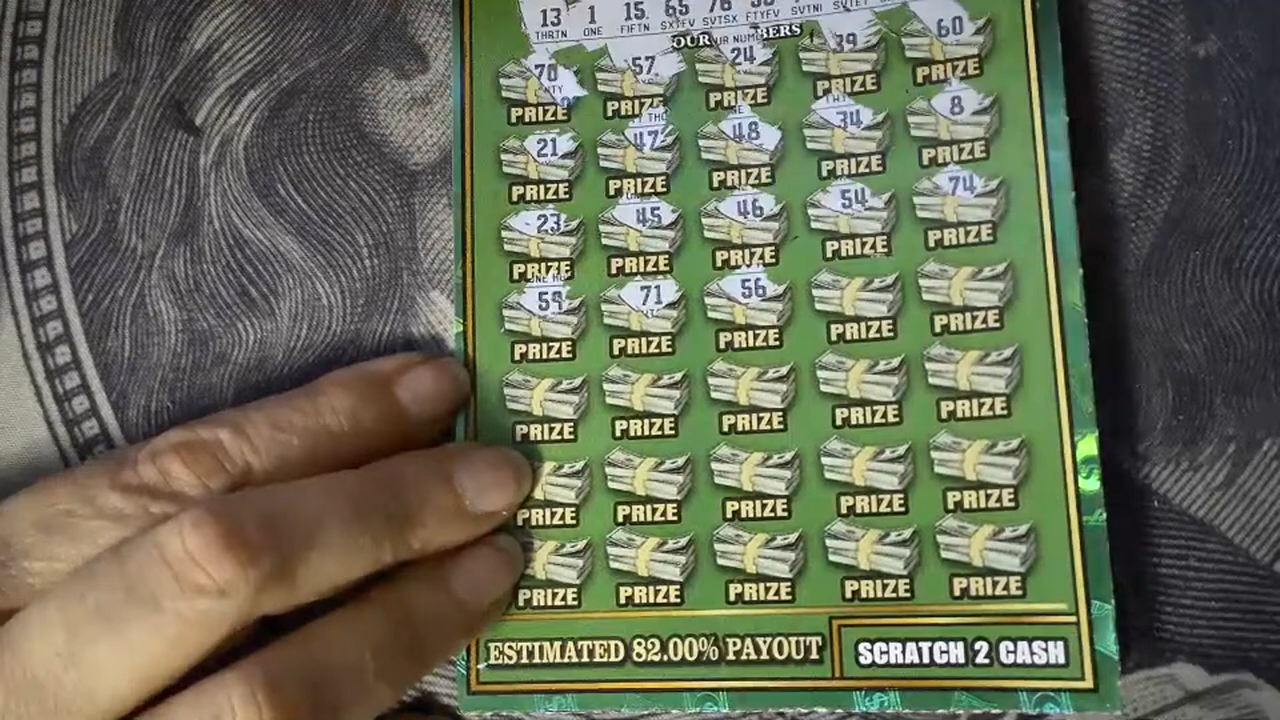 13 1 15 65 76
THRTN ONE FIFTN SXTFV SVTSX FTYFV SVTNI
OUR NUMBERS
70 57 24 39 60
PRIZE PRIZE PRIZE PRIZE PRIZE
21 47 48 34 8
PRIZE PRIZE PRIZE PRIZE PRIZE
23 45 46 54 74
PRIZE PRIZE PRIZE PRIZE PRIZE
59 71 56
PRIZE PRIZE PRIZE PRIZE PRIZE
PRIZE PRIZE PRIZE PRIZE PRIZE
PRIZE PRIZE PRIZE PRIZE PRIZE
PRIZE PRIZE PRIZE PRIZE PRIZE
ESTIMATED 82.00% PAYOUT SCRATCH 2 CASH